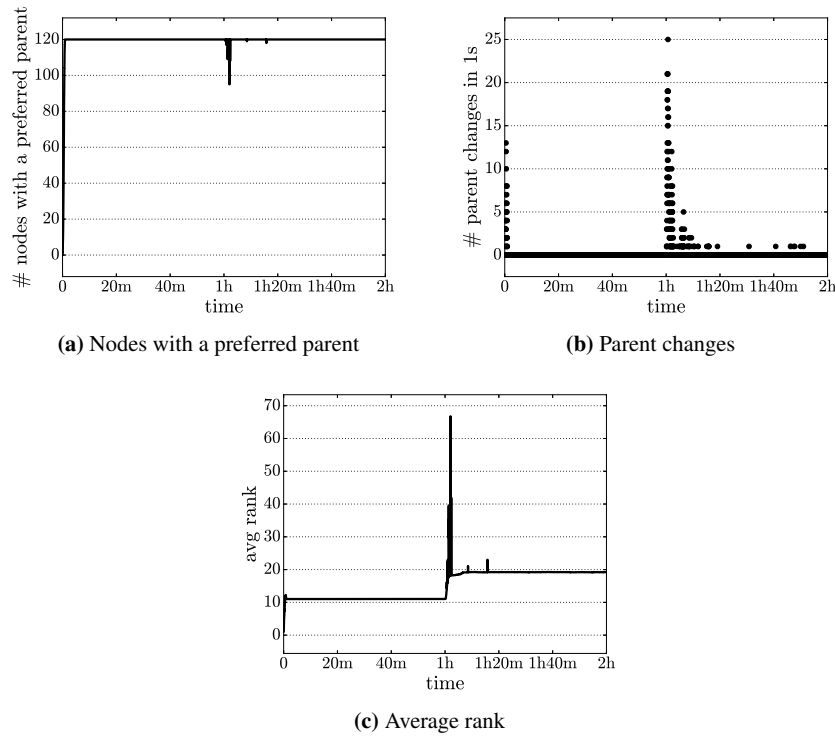 # nodes with a preferred parent
120
100
80
60
40
20
0
0 20m 40m 1h 1h20m 1h40m 2h
time
(a) Nodes with a preferred parent
# parent changes in 1s
25
20
15
10
5
0
0 20m 40m 1h 1h20m 1h40m 2h
time
(b) Parent changes
avg rank
70
60
50
40
30
20
10
0
0 20m 40m 1h 1h20m 1h40m 2h
time
(c) Average rank